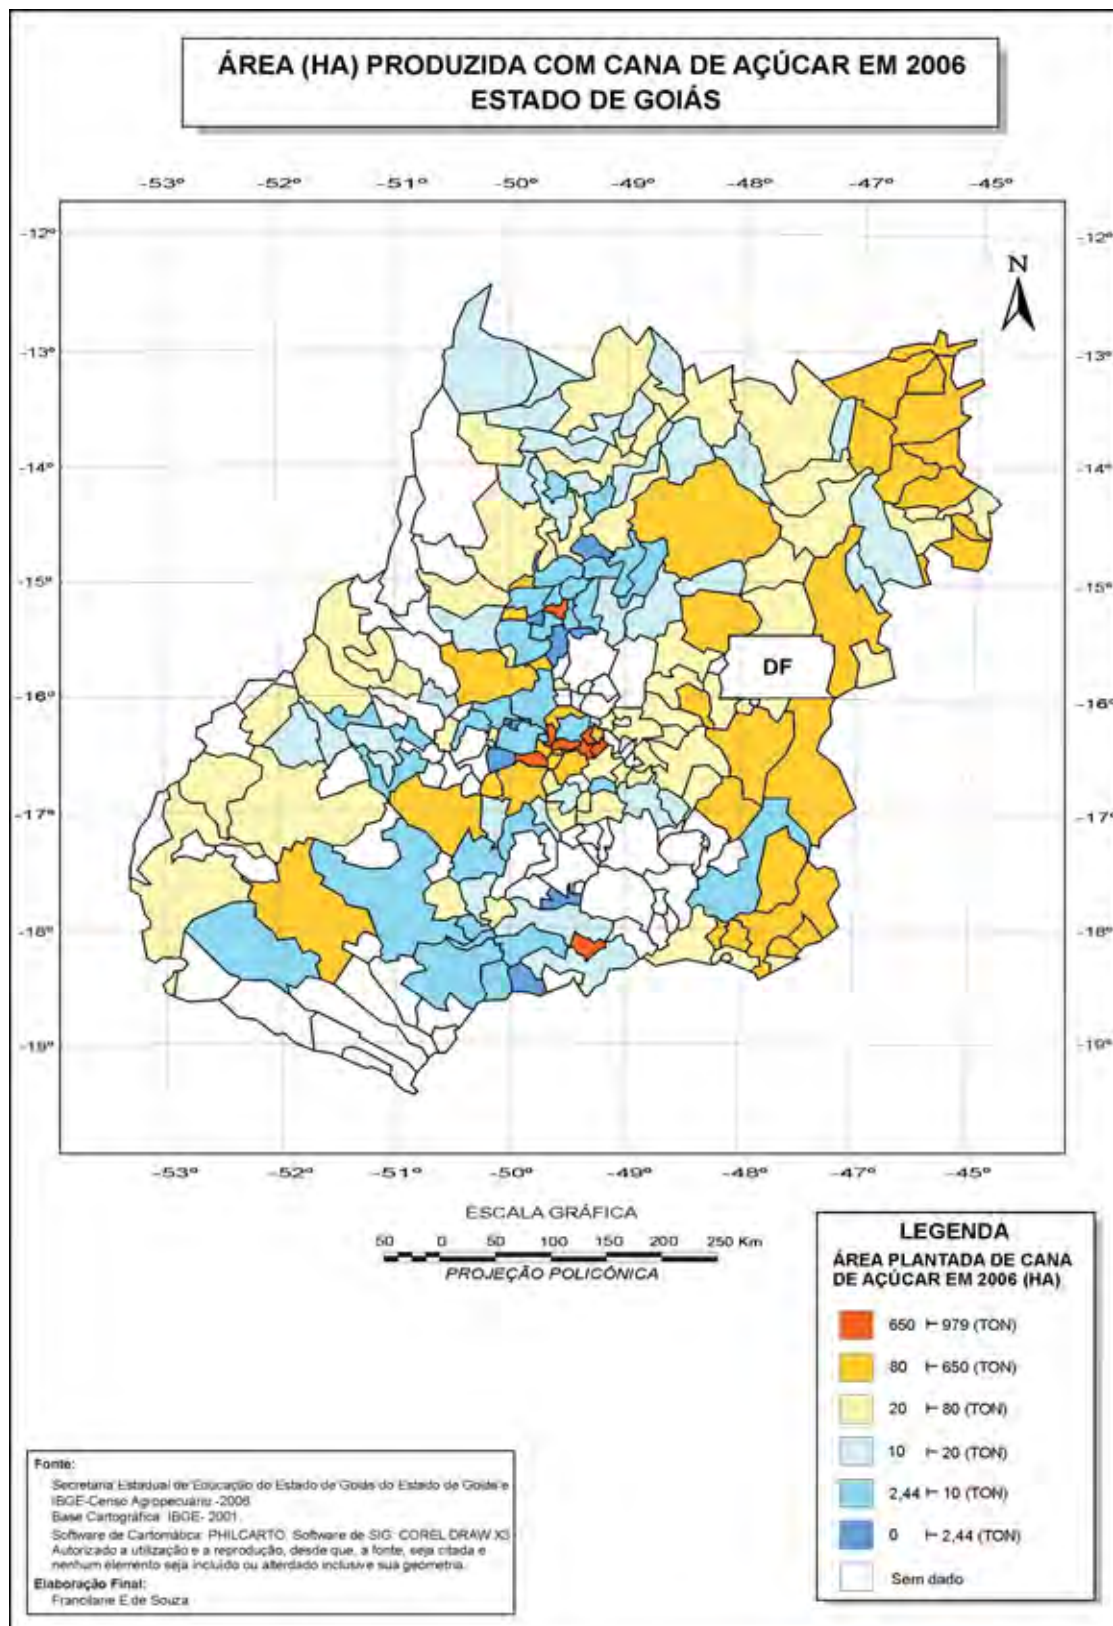 ÁREA (HA) PRODUZIDA COM CANA DE AÇÚCAR EM 2006
ESTADO DE GOIÁS
-53º -52º -51º -50º -49º -48º -47º -45º
-12º -12º
N
-13º -13º
-14º -14º
-15º -15º
DF
-16º -16º
-17º -17º
-18º -18º
-19º -19º
-53º -52º -51º -50º -49º -48º -47º -45º
ESCALA GRÁFICA
50 0 50 100 150 200 250 Km
PROJEÇÃO POLICÔNICA
LEGENDA
ÁREA PLANTADA DE CANA
DE AÇÚCAR EM 2006 (HA)
650 ⊢ 979 (TON)
80 ⊢ 650 (TON)
20 ⊢ 80 (TON)
10 ⊢ 20 (TON)
2,44 ⊢ 10 (TON)
0 ⊢ 2,44 (TON)
Sem dado
Fonte:
Secretaria Estadual de Educação do Estado de Goiás do Estado de Goiás e
IBGE-Censo Agropecuário -2006
Base Cartográfica: IBGE- 2001
Software de Cartomática: PHILCARTO. Software de SIG: COREL DRAW X3
Autorizado a utilização e a reprodução, desde que, a fonte, seja citada e
nenhum elemento seja incluído ou alterdado inclusive sua geometria.
Elaboração Final:
Francilane E.de Souza